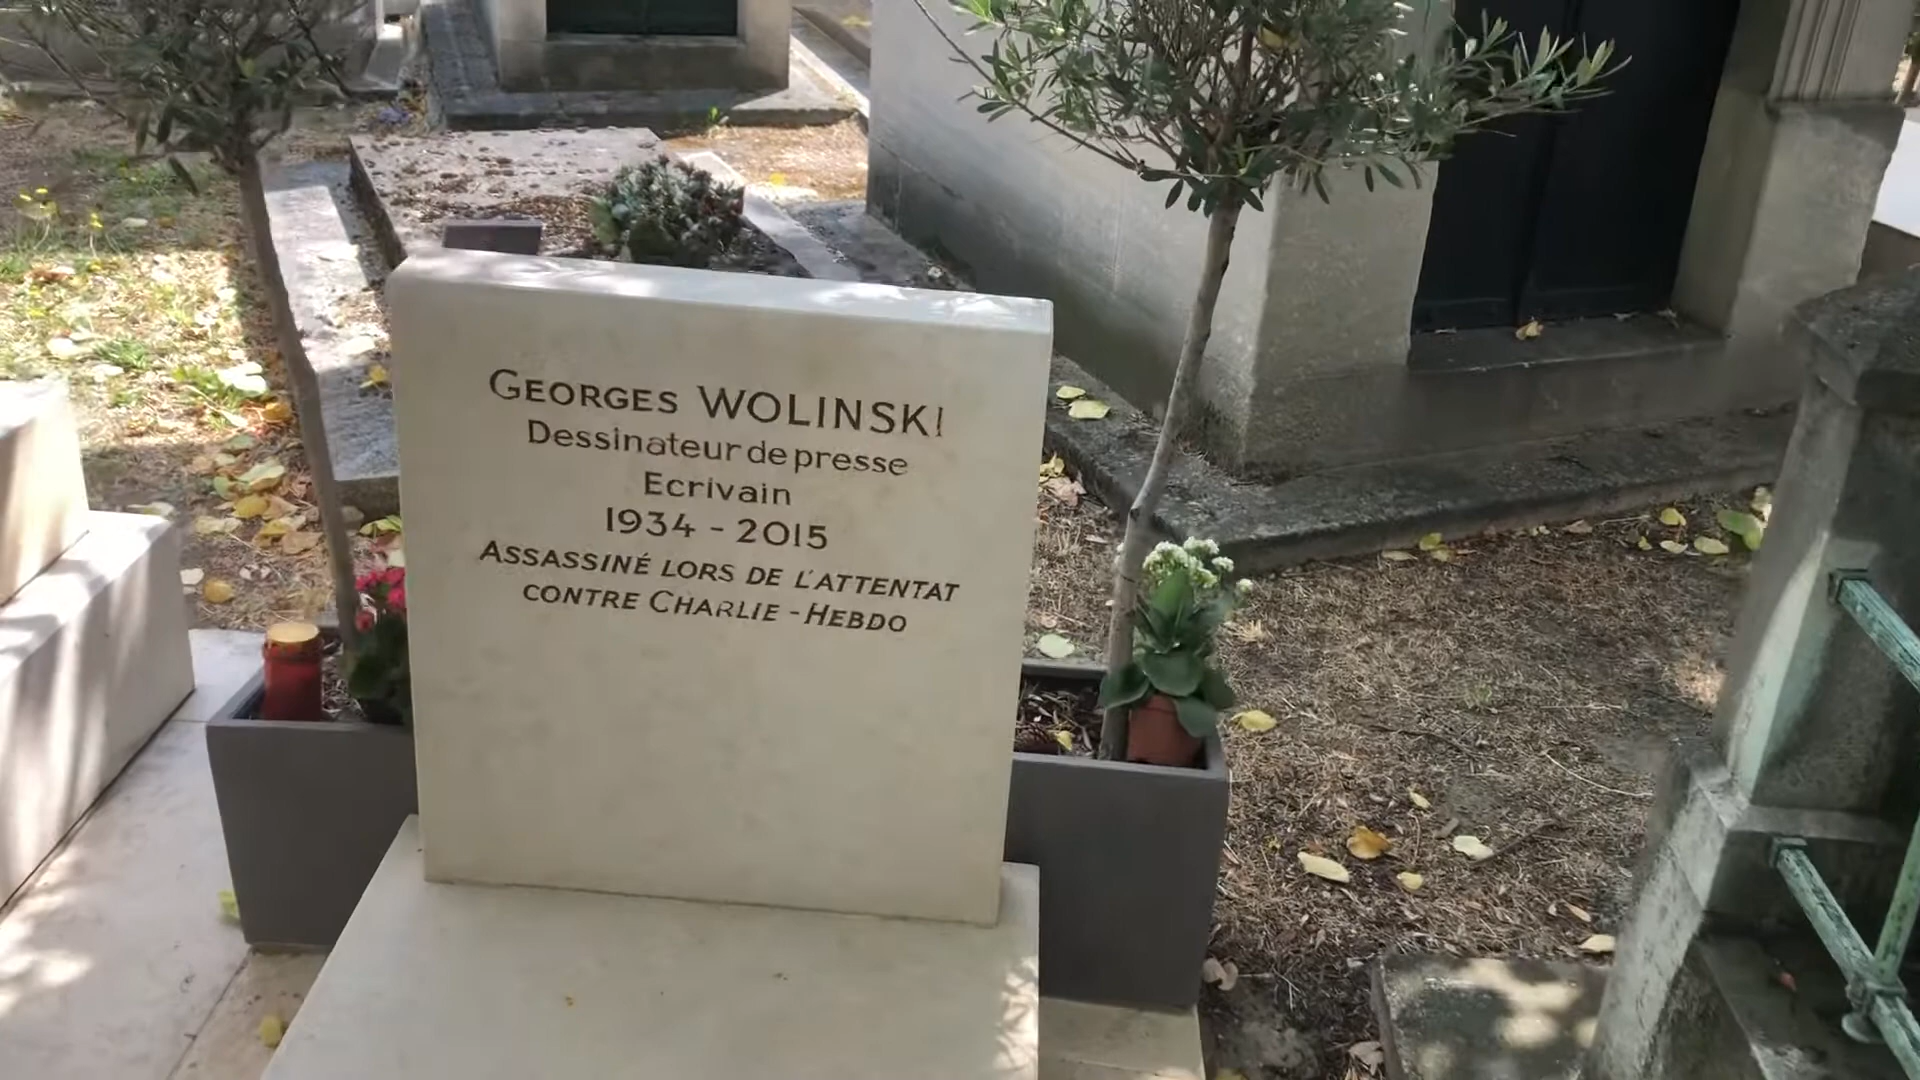 GEORGES WOLINSKI
Dessinateur de presse
Ecrivain
1934 - 2015
ASSASSINÉ LORS DE L'ATTENTAT
CONTRE CHARLIE - HEBDO